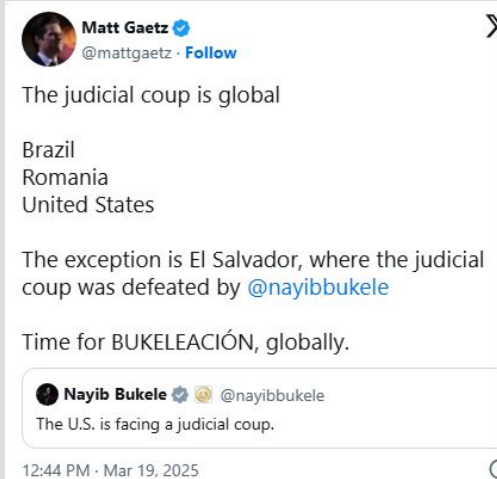 Matt Gaetz
@mattgaetz · Follow
The judicial coup is global
Brazil
Romania
United States
The exception is El Salvador, where the judicial
coup was defeated by @nayibbukele
Time for BUKELEACIÓN, globally.
Nayib Bukele @nayibbukele
The U.S. is facing a judicial coup.
12:44 PM · Mar 19, 2025